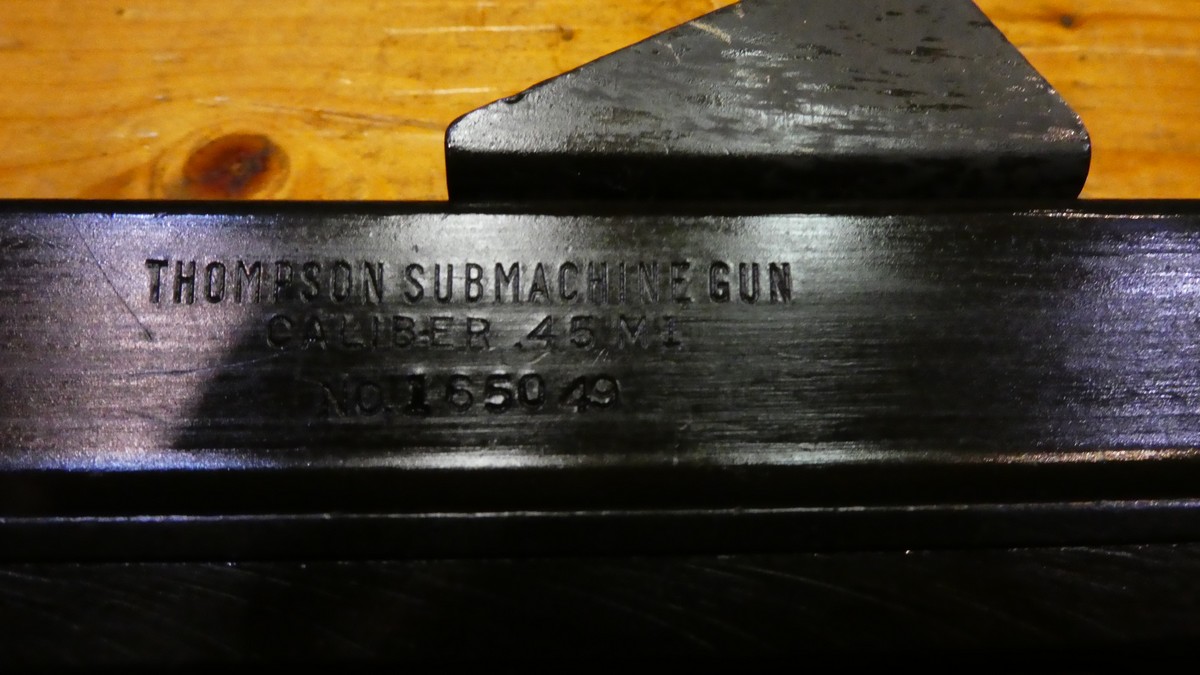 THOMPSON SUBMACHINE GUN
CALIBER .45 M1
NO.165049